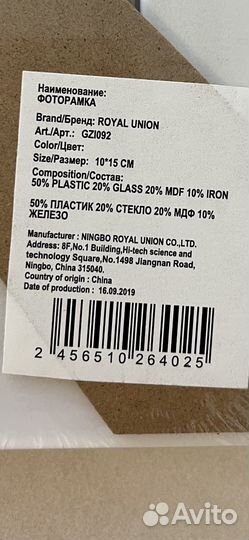 Наименование:
ФОТОРАМКА
Brand/Бренд: ROYAL UNION
Art./Арт.: GZI092
Color/Цвет:
Size/Размер: 10*15 СМ
Composition/Состав:
50% PLASTIC 20% GLASS 20% MDF 10% IRON
50% ПЛАСТИК 20% СТЕКЛО 20% МДФ 10%
ЖЕЛЕЗО
Manufacturer : NINGBO ROYAL UNION CO.,LTD.
Address: 8F,No.1 Building,Hi-tech science and
technology Square,No.1498 Jiangnan Road,
Ningbo, China 315040.
Country of origin : China
Date of production : 16.09.2019
2 456510 264025
Avito